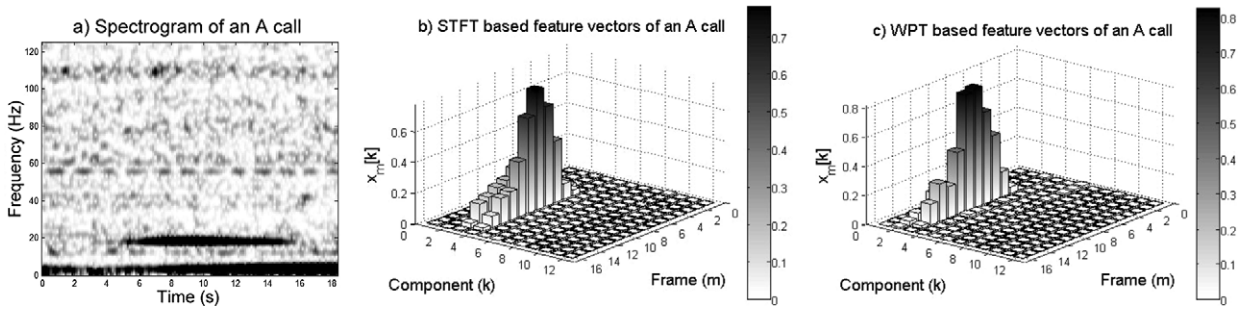 a) Spectrogram of an A call
120
100
80
60
40
20
0
Frequency (Hz)
0 2 4 6 8 10 12 14 16 18
Time (s)
b) STFT based feature vectors of an A call
0.6
0.4
0.2
0
x_m[k]
0 2 4 6 8 10 12
Component (k)
16 14 12 10 8 6 4 2 0
Frame (m)
0.7
0.6
0.5
0.4
0.3
0.2
0.1
0
c) WPT based feature vectors of an A call
0.8
0.6
0.4
0.2
0
x_m[k]
0 2 4 6 8 10 12
Component (k)
16 14 12 10 8 6 4 2 0
Frame (m)
0.8
0.7
0.6
0.5
0.4
0.3
0.2
0.1
0